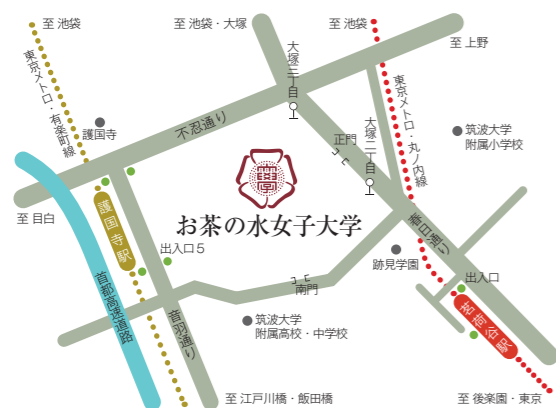 至 池袋
至 池袋・大塚
至 池袋
至 上野
東京メトロ・有楽町線
大塚三丁目
東京メトロ・丸ノ内線
護国寺
不忍通り
正門
大塚二丁目
筑波大学
附属小学校
お茶の水女子大学
至 目白
護国寺駅
出入口5
春日通り
跡見学園
首都高速道路
音羽通り
南門
出入口
茗荷谷駅
筑波大学
附属高校・中学校
至 江戸川橋・飯田橋
至 後楽園・東京